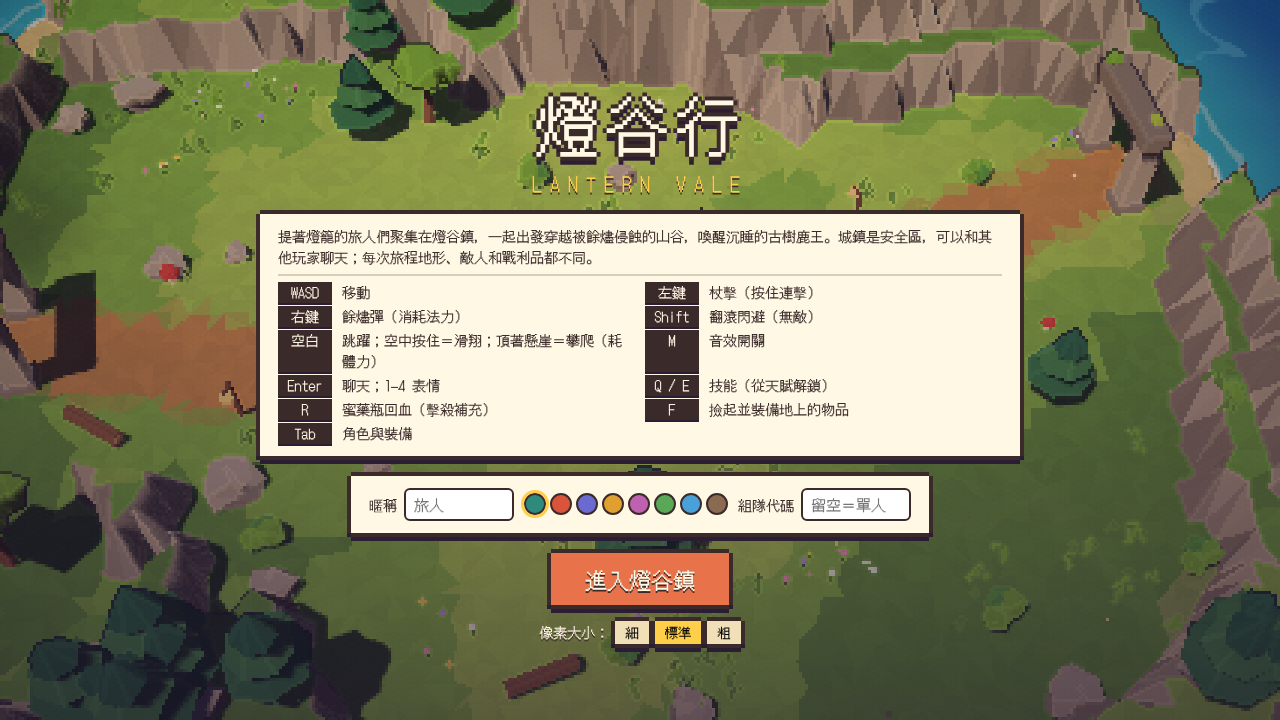 燈谷行
LANTERN VALE
提著燈籠的旅人們聚集在燈谷鎮，一起出發穿越被餘燼侵蝕的山谷，喚醒沉睡的古樹鹿王。城鎮是安全區，可以和其
他玩家聊天；每次旅程地形、敵人和戰利品都不同。
WASD 移動
左鍵 杖擊（按住連擊）
右鍵 餘燼彈（消耗法力）
Shift 翻滾閃避（無敵）
空白 跳躍；空中按住＝滑翔；頂著懸崖＝攀爬（耗
體力）
M 音效開關
Enter 聊天；1–4 表情
Q / E 技能（從天賦解鎖）
R 蜜藥瓶回血（擊殺補充）
F 撿起並裝備地上的物品
Tab 角色與裝備
暱稱 旅人 組隊代碼 留空＝單人
進入燈谷鎮
像素大小： 細 標準 粗